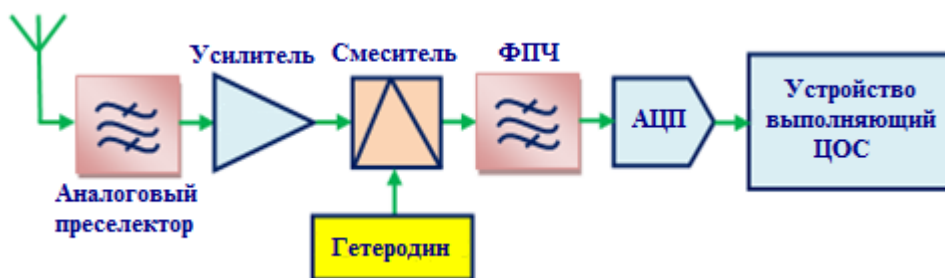 Усилитель
Смеситель
ФПЧ
АЦП
Устройство
выполняющий
ЦОС
Аналоговый
преселектор
Гетеродин